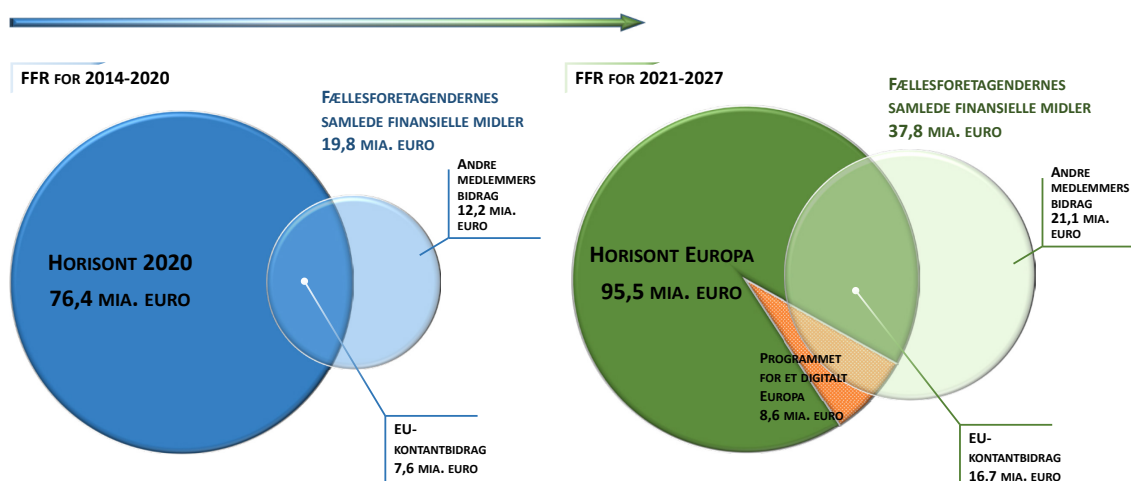 FFR FOR 2014-2020
FÆLLESFORETAGENDERNES
SAMLEDE FINANSIELLE MIDLER
19,8 MIA. EURO
ANDRE
MEDLEMMERS
BIDRAG
12,2 MIA.
EURO
HORISONT 2020
76,4 MIA. EURO
EU-
KONTANTBIDRAG
7,6 MIA. EURO
FFR FOR 2021-2027
FÆLLESFORETAGENDERNES
SAMLEDE FINANSIELLE MIDLER
37,8 MIA. EURO
ANDRE
MEDLEMMERS
BIDRAG
21,1 MIA.
EURO
HORISONT EUROPA
95,5 MIA. EURO
PROGRAMMET
FOR ET DIGITALT
EUROPA
8,6 MIA. EURO
EU-
KONTANTBIDRAG
16,7 MIA. EURO